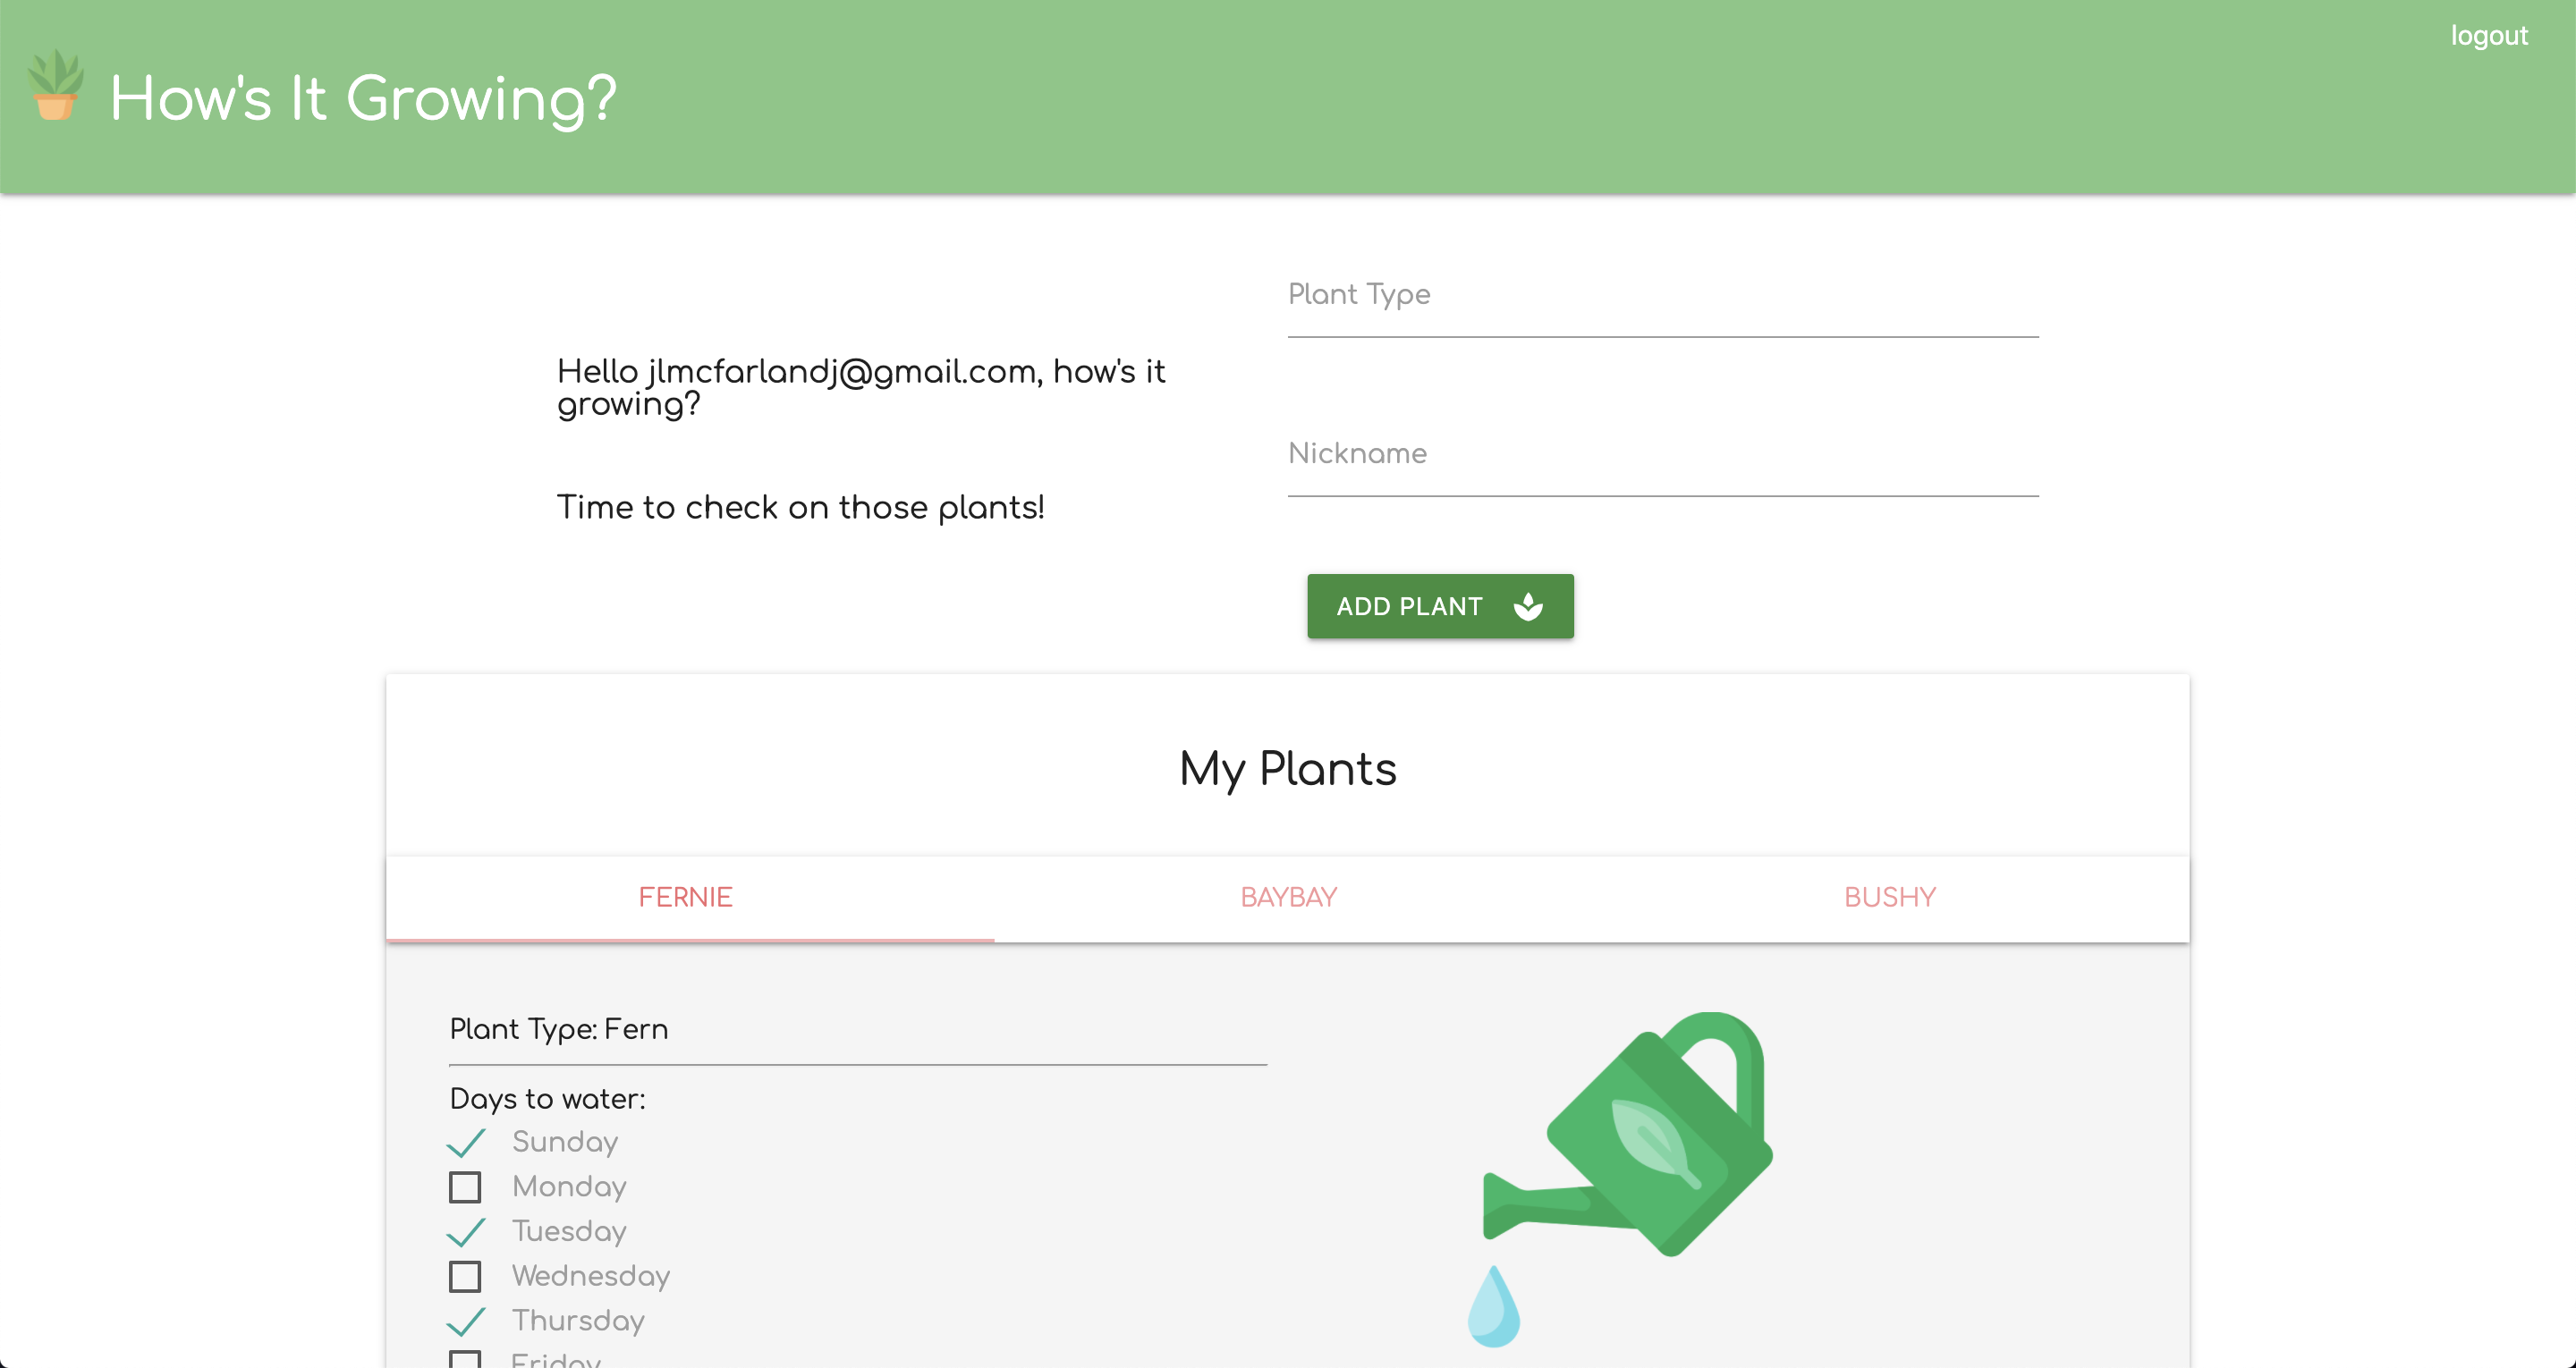 logout
How's It Growing?
Hello jlmcfarlandj@gmail.com, how's it
growing?
Time to check on those plants!
Plant Type
Nickname
ADD PLANT
My Plants
FERNIE
BAYBAY
BUSHY
Plant Type: Fern
Days to water:
Sunday
Monday
Tuesday
Wednesday
Thursday
Friday